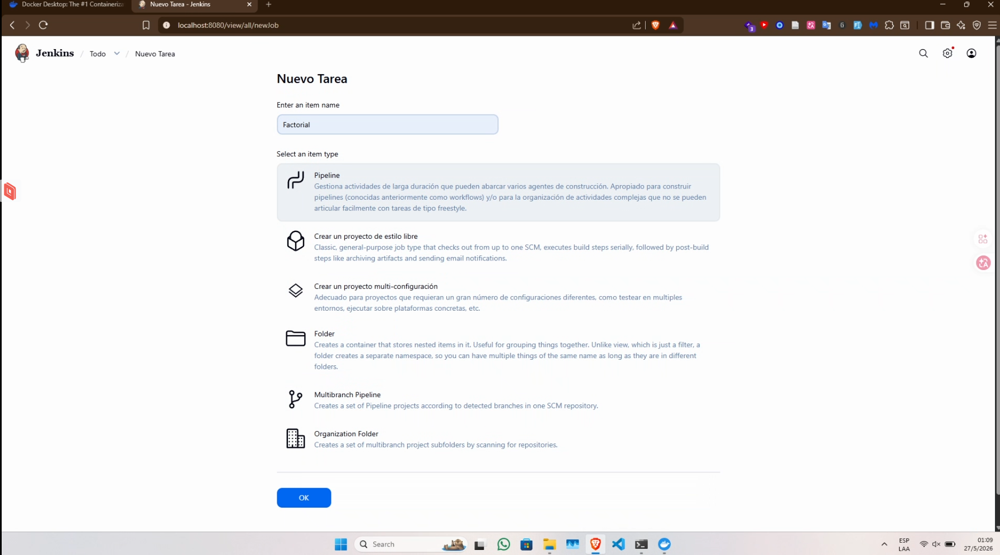 Docker Desktop: The #1 Containeriza
Nuevo Tarea - Jenkins
localhost:8080/view/all/newJob
3
Jenkins / Todo / Nuevo Tarea
Nuevo Tarea
Enter an item name
Factorial
Select an item type
Pipeline
Gestiona actividades de larga duración que pueden abarcar varios agentes de construcción. Apropiado para construir
pipelines (conocidas anteriormente como workflows) y/o para la organización de actividades complejas que no se pueden
articular facilmente con tareas de tipo freestyle.
Crear un proyecto de estilo libre
Classic, general-purpose job type that checks out from up to one SCM, executes build steps serially, followed by post-build
steps like archiving artifacts and sending email notifications.
Crear un proyecto multi-configuración
Adecuado para proyectos que requieran un gran número de configuraciones diferentes, como testear en multiples
entornos, ejecutar sobre plataformas concretas, etc.
Folder
Creates a container that stores nested items in it. Useful for grouping things together. Unlike view, which is just a filter, a
folder creates a separate namespace, so you can have multiple things of the same name as long as they are in different
folders.
Multibranch Pipeline
Creates a set of Pipeline projects according to detected branches in one SCM repository.
Organization Folder
Creates a set of multibranch project subfolders by scanning for repositories.
OK
Search
ESP
LAA
01:09
27/5/2026